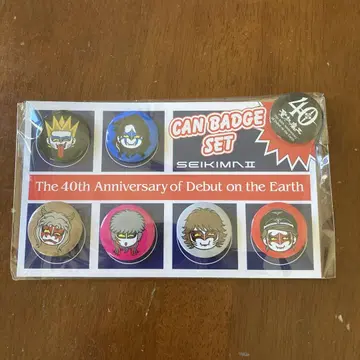 CAN BADGE
SET
40
SEIKIMA II
The 40th Anniversary of Debut on the Earth